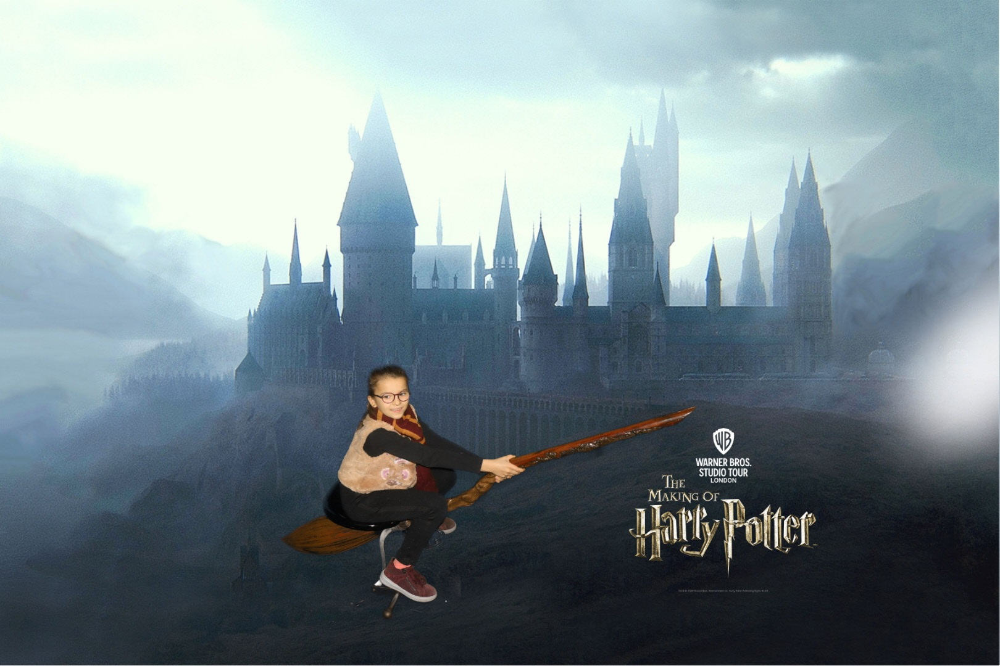 WB
WARNER BROS.
STUDIO TOUR
LONDON
THE
MAKING OF
Harry Potter